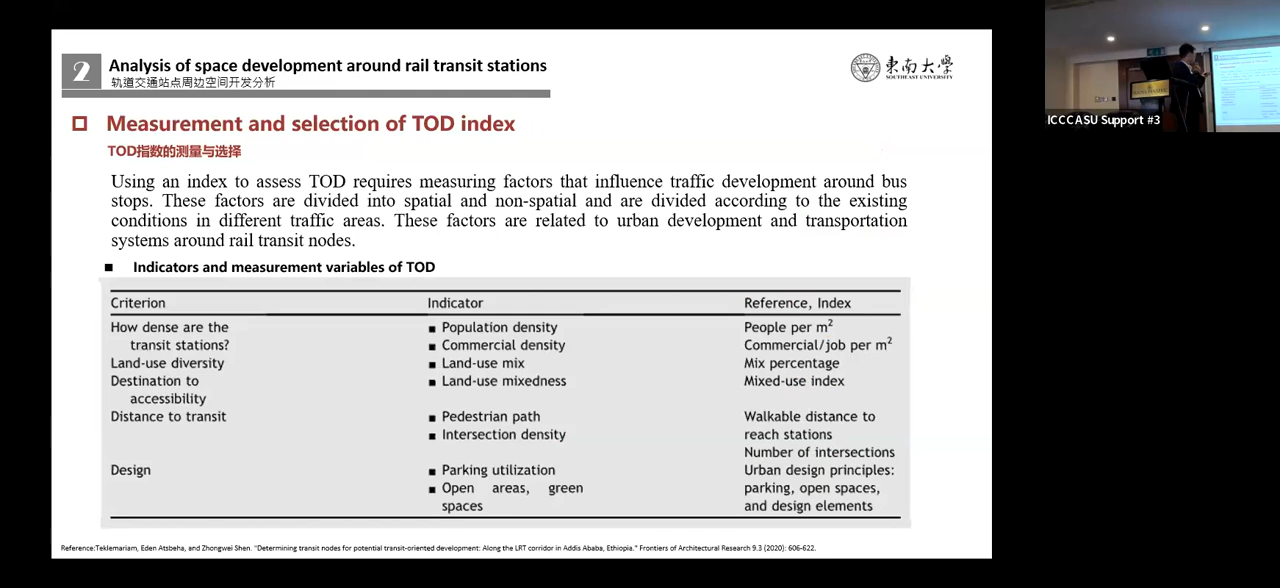 2
Analysis of space development around rail transit stations
轨道交通站点周边空间开发分析
東南大學
SOUTHEAST UNIVERSITY
ICCCASU Support #3
Measurement and selection of TOD index
TOD指数的测量与选择
Using an index to assess TOD requires measuring factors that influence traffic development around bus
stops. These factors are divided into spatial and non-spatial and are divided according to the existing
conditions in different traffic areas. These factors are related to urban development and transportation
systems around rail transit nodes.
Indicators and measurement variables of TOD
Criterion Indicator Reference, Index
How dense are the ▪ Population density People per m²
transit stations? ▪ Commercial density Commercial/job per m²
Land-use diversity ▪ Land-use mix Mix percentage
Destination to ▪ Land-use mixedness Mixed-use index
accessibility
Distance to transit ▪ Pedestrian path Walkable distance to
▪ Intersection density reach stations
Number of intersections
Design ▪ Parking utilization Urban design principles:
▪ Open areas, green parking, open spaces,
spaces and design elements
Reference:Teklemariam, Eden Atsbeha, and Zhongwei Shen. "Determining transit nodes for potential transit-oriented development: Along the LRT corridor in Addis Ababa, Ethiopia." Frontiers of Architectural Research 9.3 (2020): 606-622.